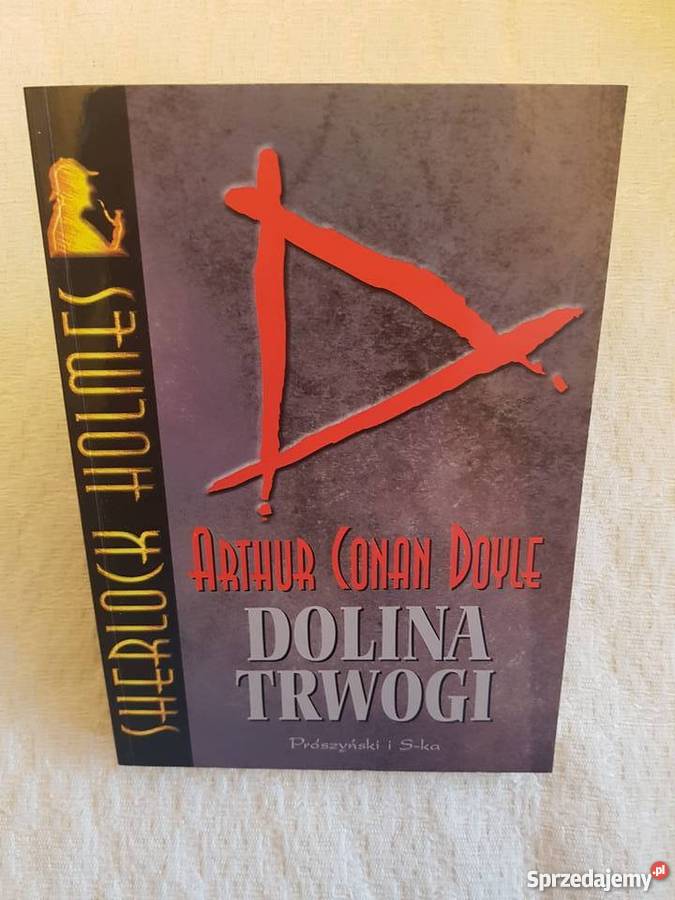 SHERLOCK HOLMES
ARTHUR CONAN DOYLE
DOLINA
TRWOGI
Prószyński i S-ka
Sprzedajemy.pl